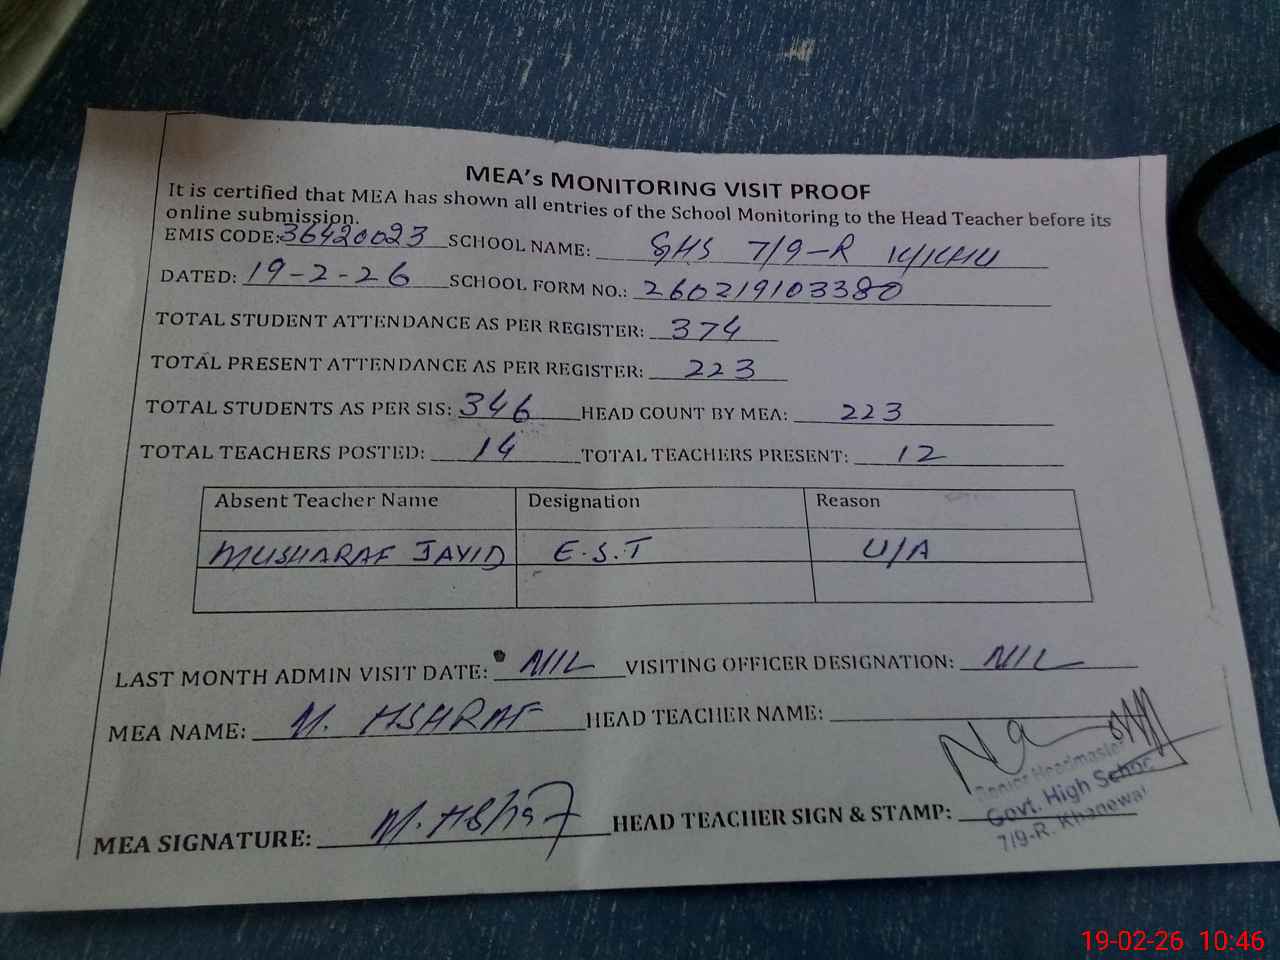 MEA's MONITORING VISIT PROOF
It is certified that MEA has shown all entries of the School Monitoring to the Head Teacher before its
online submission.
EMIS CODE: 36420023 SCHOOL NAME: GHS 7/9-R K/KHU
DATED: 19-2-26 SCHOOL FORM NO.: 260219103380
TOTAL STUDENT ATTENDANCE AS PER REGISTER: 374
TOTAL PRESENT ATTENDANCE AS PER REGISTER: 223
TOTAL STUDENTS AS PER SIS: 346 HEAD COUNT BY MEA: 223
TOTAL TEACHERS POSTED: 14 TOTAL TEACHERS PRESENT: 12
Absent Teacher Name Designation Reason
MUSHARAF JAVID E.S.T U/A
LAST MONTH ADMIN VISIT DATE: NIL VISITING OFFICER DESIGNATION: NIL
MEA NAME: M. ASHRAF HEAD TEACHER NAME:
MEA SIGNATURE: M. Ashraf HEAD TEACHER SIGN & STAMP:
Senior Headmaster
Govt. High School
7/9-R. Khanewal
19-02-26 10:46